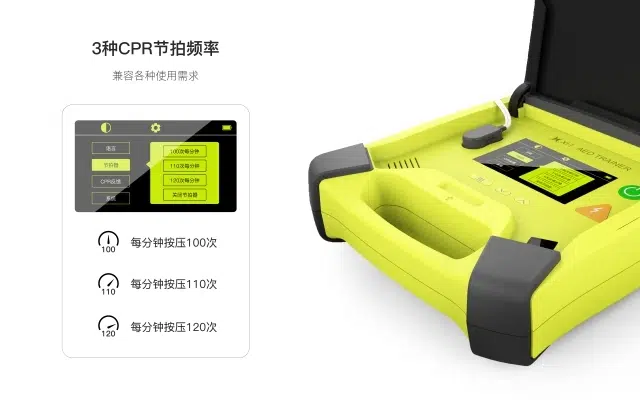 3种CPR节拍频率
兼容各种使用需求
语言
节拍器
CPR反馈
系统
100次每分钟
110次每分钟
120次每分钟
关闭节拍器
100
每分钟按压100次
110
每分钟按压110次
120
每分钟按压120次
AED TRAINER